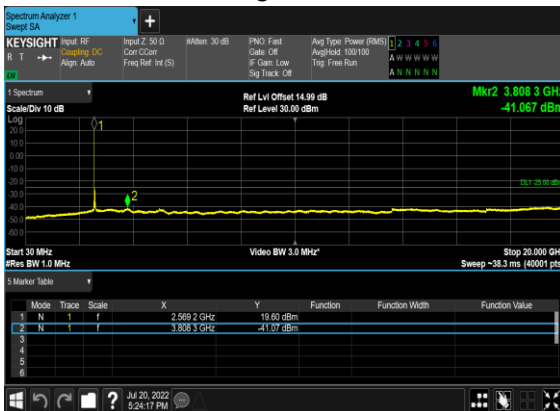 Spectrum Analyzer 1
Swept SA
KEYSIGHT
R T
LV
Input: RF
Coupling: DC
Align: Auto
Input Z: 50 Ω
Corr CCorr
Freq Ref: Int (S)
#Atten: 30 dB
PNO: Fast
Gate: Off
IF Gain: Low
Sig Track: Off
Avg Type: Power (RMS)
Avg|Hold: 100/100
Trig: Free Run
1 2 3 4 5 6
A W W W W W
A N N N N N
1 Spectrum
Scale/Div 10 dB
Ref Lvl Offset 14.99 dB
Ref Level 30.00 dBm
Mkr2 3.808 3 GHz
-41.067 dBm
Log
20.0
10.0
0.00
-10.0
-20.0
-30.0
-40.0
-50.0
-60.0
1
2
DL1 -25.00 dBm
Start 30 MHz
#Res BW 1.0 MHz
Video BW 3.0 MHz*
Stop 20.000 GHz
Sweep ~38.3 ms (40001 pts)
5 Marker Table
Mode Trace Scale X Y Function Function Width Function Value
1 N 1 f 2.569 2 GHz 19.60 dBm
2 N 1 f 3.808 3 GHz -41.07 dBm
3
4
5
6
?
Jul 20, 2022
5:24:17 PM